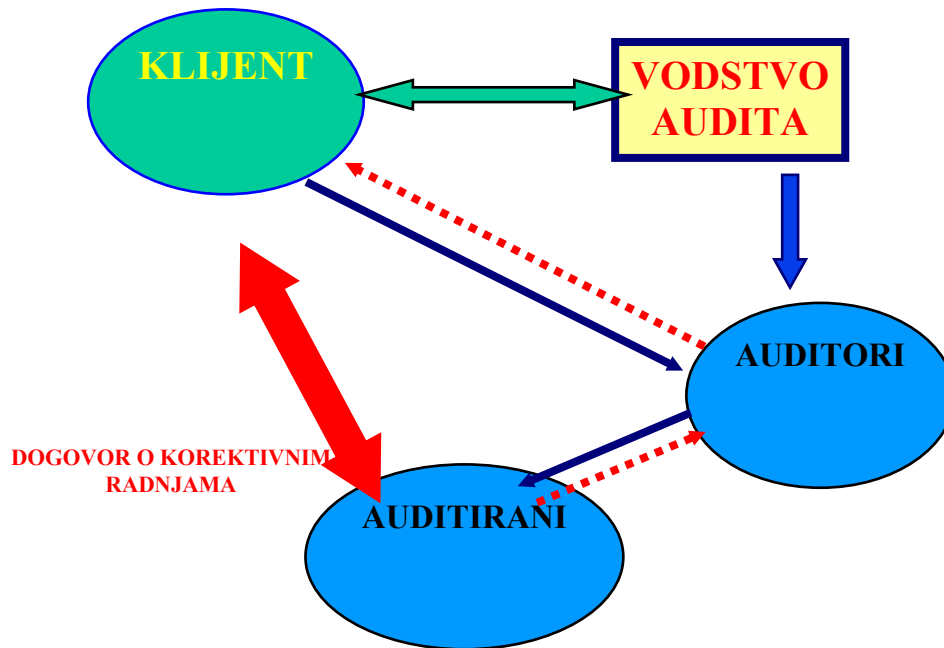 KLIJENT
VODSTVO
AUDITA
AUDITORI
DOGOVOR O KOREKTIVNIM
RADNJAMA
AUDITIRANI